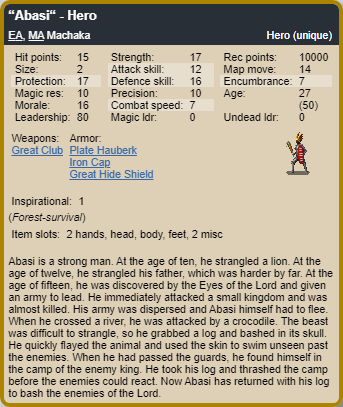 “Abasi“ - Hero
EA, MA Machaka Hero (unique)
Hit points: 15 Strength: 17 Rec points: 10000
Size: 2 Attack skill: 12 Map move: 14
Protection: 17 Defence skill: 16 Encumbrance: 7
Magic res: 10 Precision: 10 Age: 27
Morale: 16 Combat speed: 7 (50)
Leadership: 80 Magic ldr: 0 Undead ldr: 0
Weapons: Armor:
Great Club Plate Hauberk
Iron Cap
Great Hide Shield
Inspirational: 1
(Forest-survival)
Item slots: 2 hands, head, body, feet, 2 misc
Abasi is a strong man. At the age of ten, he strangled a lion. At the
age of twelve, he strangled his father, which was harder by far. At the
age of fifteen, he was discovered by the Eyes of the Lord and given
an army to lead. He immediately attacked a small kingdom and was
almost killed. His army was dispersed and Abasi himself had to flee.
When he crossed a river, he was attacked by a crocodile. The beast
was difficult to strangle, so he grabbed a log and bashed in its skull.
He quickly flayed the animal and used the skin to swim unseen past
the enemies. When he had passed the guards, he found himself in
the camp of the enemy king. He took his log and thrashed the camp
before the enemies could react. Now Abasi has returned with his log
to bash the enemies of the Lord.